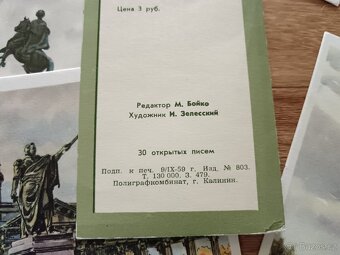 Цена 3 руб.
Редактор М. Бойко
Художник И. Залесский
30 открытых писем
Подп. к печ. 9/IX-59 г. Изд. № 803.
Т. 130 000. З. 479.
Полиграфкомбинат, г. Калинин.